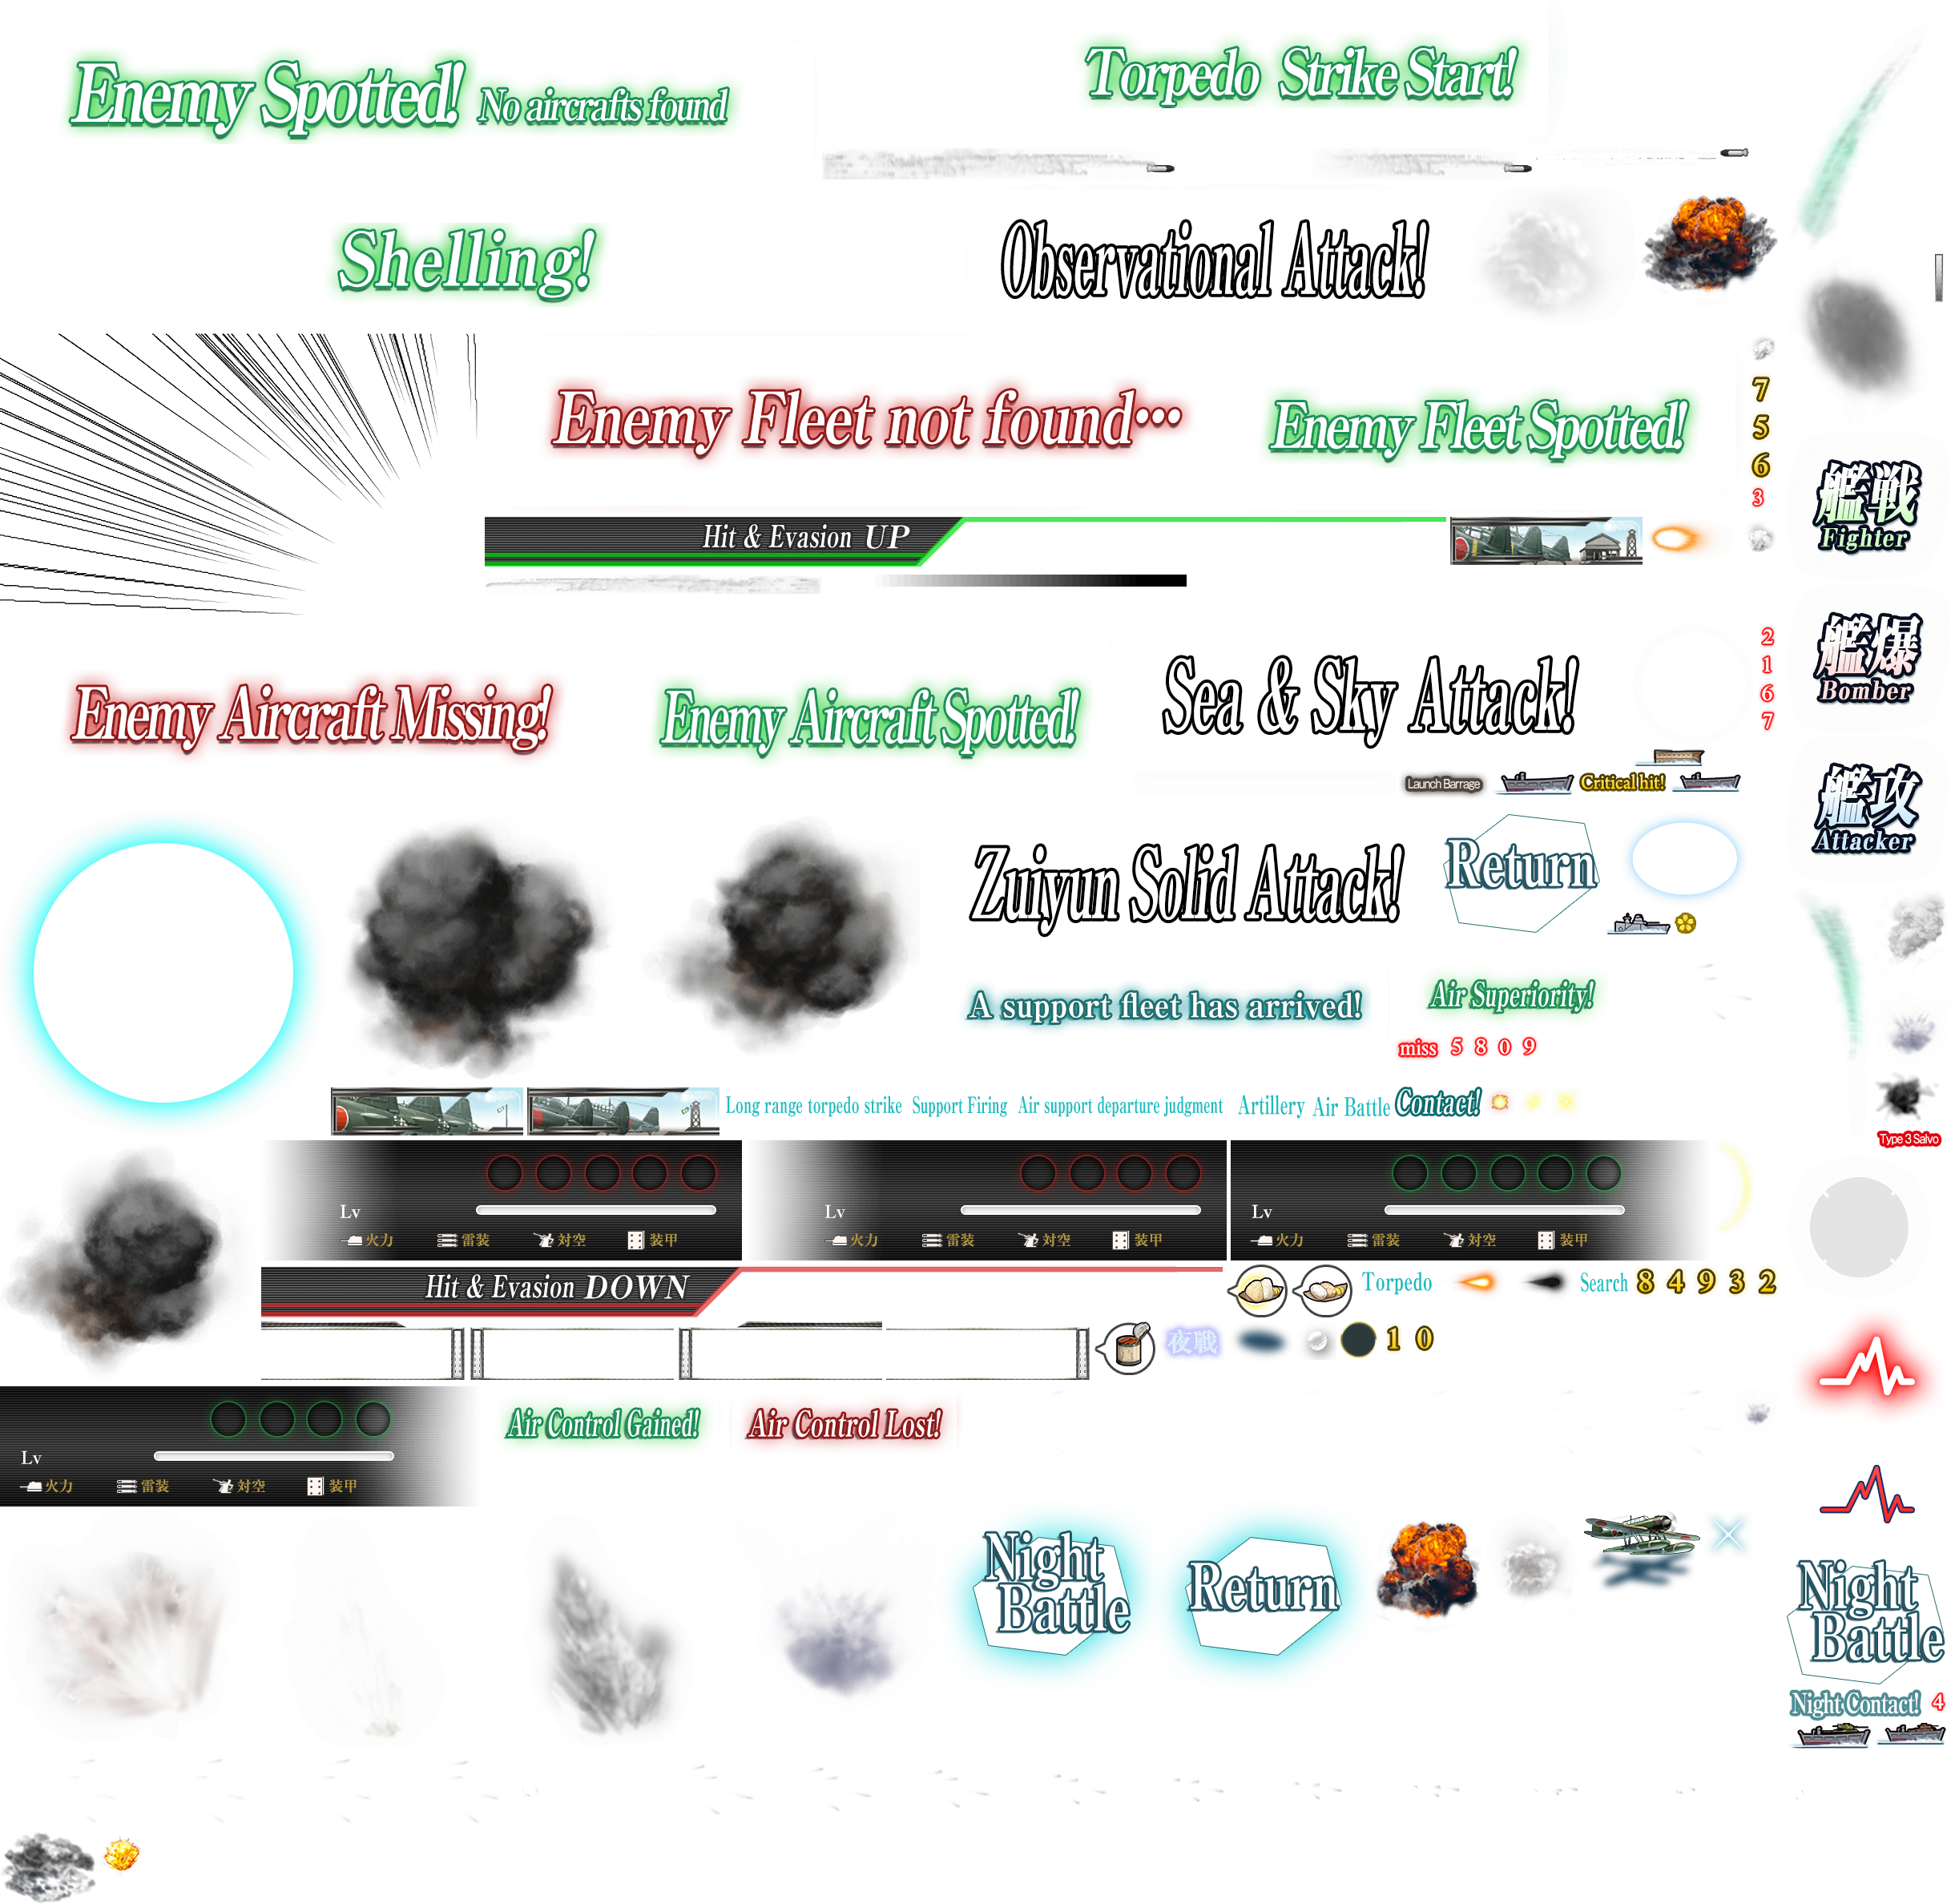 Enemy Spotted! No aircrafts found
Torpedo Strike Start!
Shelling!
Observational Attack!
Enemy Fleet not found…
Enemy Fleet Spotted!
7
5
6
3
艦戦
Fighter
Hit & Evasion UP
艦爆
Bomber
2
1
6
7
Enemy Aircraft Missing!
Enemy Aircraft Spotted!
Sea & Sky Attack!
Launch Barrage
Critical hit!
艦攻
Attacker
Zuiyun Solid Attack!
Return
A support fleet has arrived!
Air Superiority!
miss 5 8 0 9
Long range torpedo strike
Support Firing
Air support departure judgment
Artillery
Air Battle
Contact!
Type 3 Salvo
Lv
火力 雷装 対空 装甲
Lv
火力 雷装 対空 装甲
Lv
火力 雷装 対空 装甲
Hit & Evasion DOWN
Torpedo
Search
8 4 9 3 2
夜戦
1 0
Lv
火力 雷装 対空 装甲
Air Control Gained!
Air Control Lost!
Night
Battle
Return
Night
Battle
Night Contact!
4